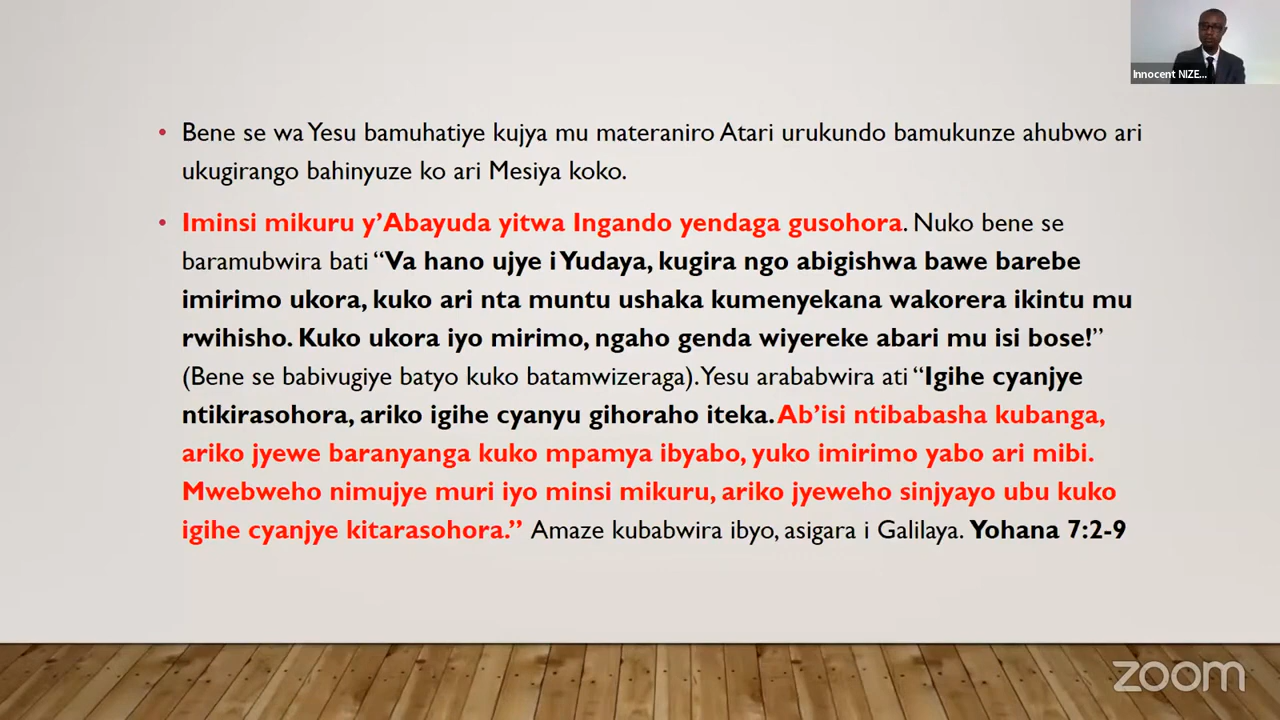 Innocent NIZE...
• Bene se wa Yesu bamuhatiye kujya mu materaniro Atari urukundo bamukunze ahubwo ari
ukugirango bahinyuze ko ari Mesiya koko.
• Iminsi mikuru y’Abayuda yitwa Ingando yendaga gusohora. Nuko bene se
baramubwira bati “Va hano ujye i Yudaya, kugira ngo abigishwa bawe barebe
imirimo ukora, kuko ari nta muntu ushaka kumenyekana wakorera ikintu mu
rwihisho. Kuko ukora iyo mirimo, ngaho genda wiyereke abari mu isi bose!”
(Bene se babivugiye batyo kuko batamwizeraga). Yesu arababwira ati “Igihe cyanjye
ntikirasohora, ariko igihe cyanyu gihoraho iteka. Ab’isi ntibabasha kubanga,
ariko jyewe baranyanga kuko mpamya ibyabo, yuko imirimo yabo ari mibi.
Mwebweho nimujye muri iyo minsi mikuru, ariko jyeweho sinjyayo ubu kuko
igihe cyanjye kitarasohora.” Amaze kubabwira ibyo, asigara i Galilaya. Yohana 7:2-9
zoom